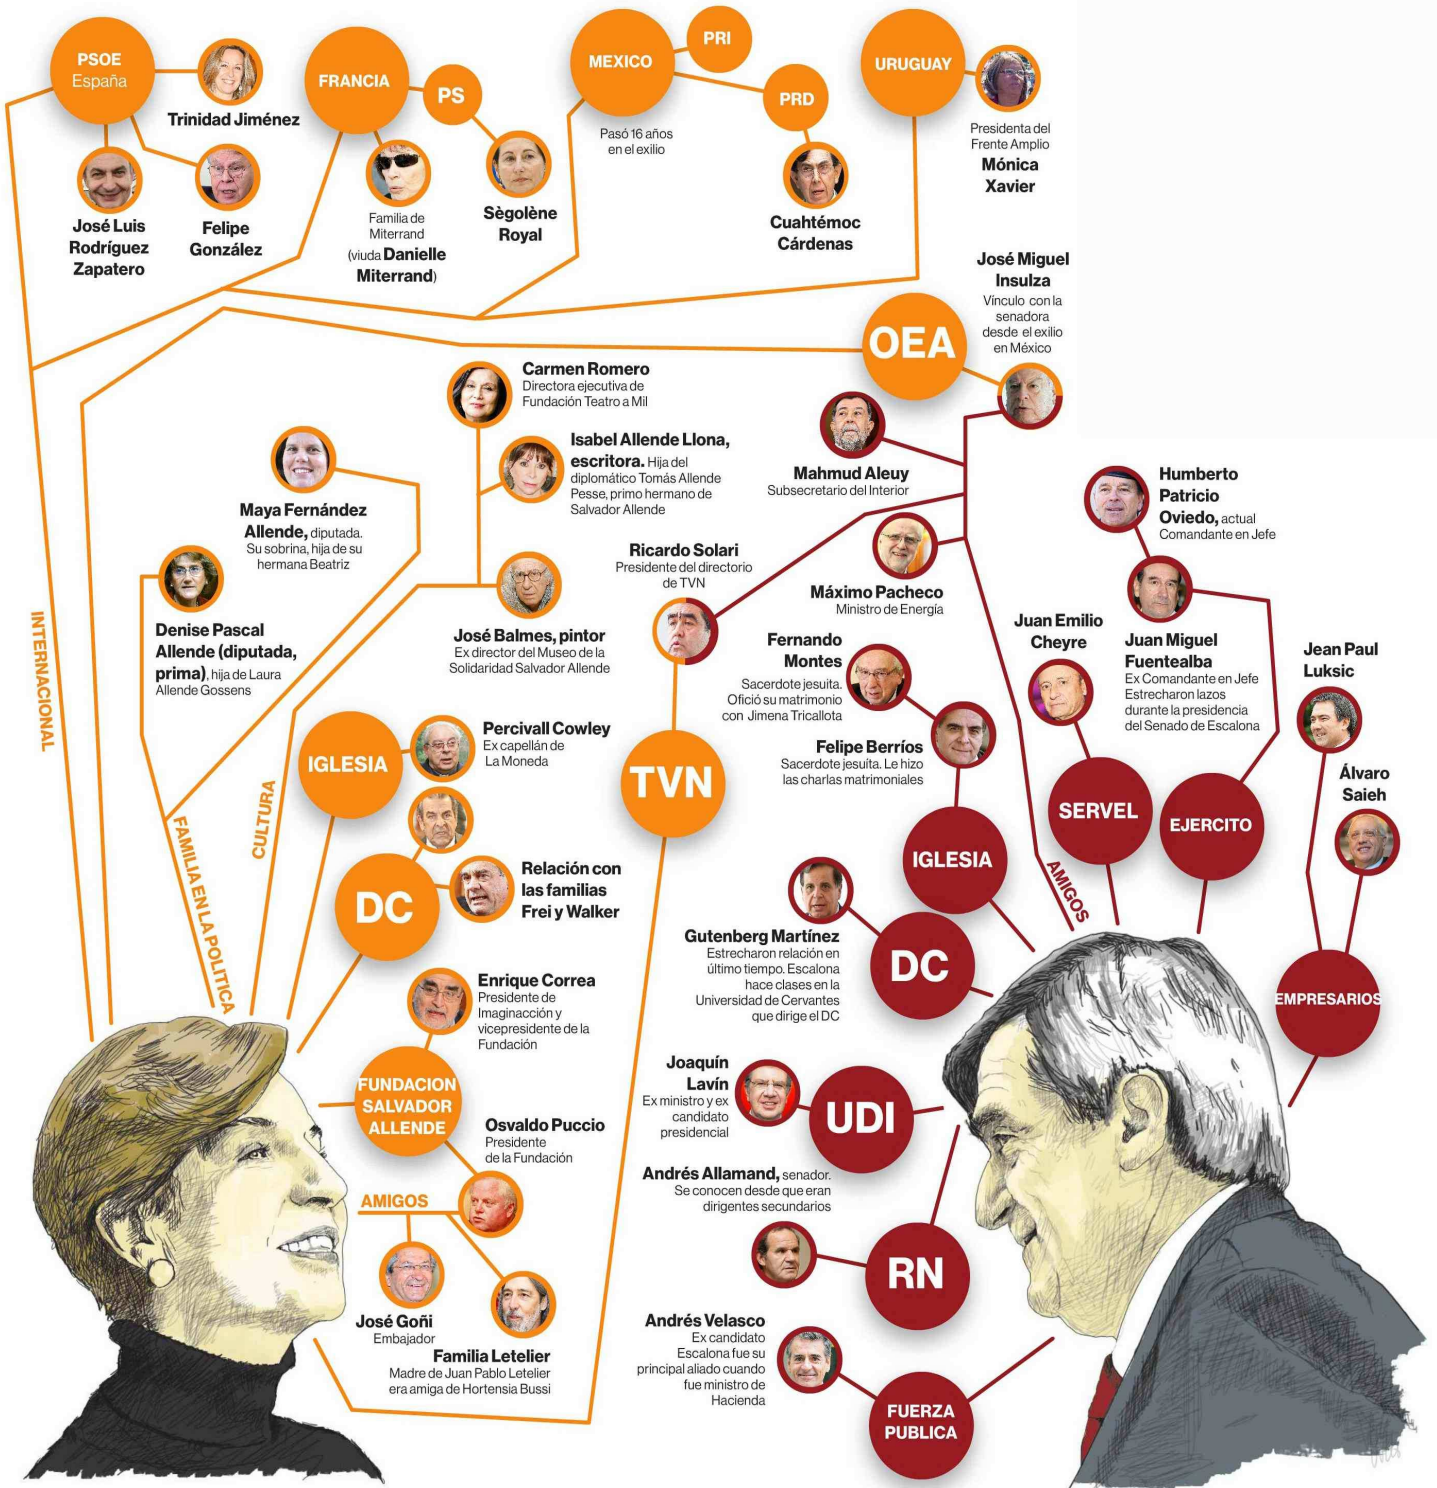 PSOE
España
Trinidad Jiménez
José Luis
Rodríguez
Zapatero
Felipe
González
FRANCIA
PS
Familia de
Miterrand
(viuda Danielle
Miterrand)
Sègolène
Royal
MEXICO
PRI
PRD
Pasó 16 años
en el exilio
Cuahtémoc
Cárdenas
URUGUAY
Presidenta del
Frente Amplio
Mónica
Xavier
José Miguel
Insulza
Vínculo con la
senadora
desde el exilio
en México
OEA
Carmen Romero
Directora ejecutiva de
Fundación Teatro a Mil
Isabel Allende Llona,
escritora. Hija del
diplomático Tomás Allende
Pesse, primo hermano de
Salvador Allende
Maya Fernández
Allende, diputada.
Su sobrina, hija de su
hermana Beatriz
Denise Pascal
Allende (diputada,
prima), hija de Laura
Allende Gossens
José Balmes, pintor
Ex director del Museo de la
Solidaridad Salvador Allende
INTERNACIONAL
FAMILIA EN LA POLITICA
CULTURA
IGLESIA
Percivall Cowley
Ex capellán de
La Moneda
DC
Relación con
las familias
Frei y Walker
Enrique Correa
Presidente de
Imaginacción y
vicepresidente de la
Fundación
FUNDACION
SALVADOR
ALLENDE
Osvaldo Puccio
Presidente
de la Fundación
AMIGOS
José Goñi
Embajador
Familia Letelier
Madre de Juan Pablo Letelier
era amiga de Hortensia Bussi
Ricardo Solari
Presidente del directorio
de TVN
TVN
Mahmud Aleuy
Subsecretario del Interior
Máximo Pacheco
Ministro de Energía
Fernando
Montes
Sacerdote jesuita.
Ofició su matrimonio
con Jimena Tricallota
Felipe Berríos
Sacerdote jesuíta. Le hizo
las charlas matrimoniales
IGLESIA
AMIGOS
Humberto
Patricio
Oviedo, actual
Comandante en Jefe
Juan Emilio
Cheyre
SERVEL
Juan Miguel
Fuentealba
Ex Comandante en Jefe
Estrecharon lazos
durante la presidencia
del Senado de Escalona
EJERCITO
Jean Paul
Luksic
Álvaro
Saieh
EMPRESARIOS
Gutenberg Martínez
Estrecharon relación en
último tiempo. Escalona
hace clases en la
Universidad de Cervantes
que dirige el DC
DC
Joaquín
Lavín
Ex ministro y ex
candidato
presidencial
UDI
Andrés Allamand, senador.
Se conocen desde que eran
dirigentes secundarios
RN
Andrés Velasco
Ex candidato
Escalona fue su
principal aliado cuando
fue ministro de
Hacienda
FUERZA
PUBLICA